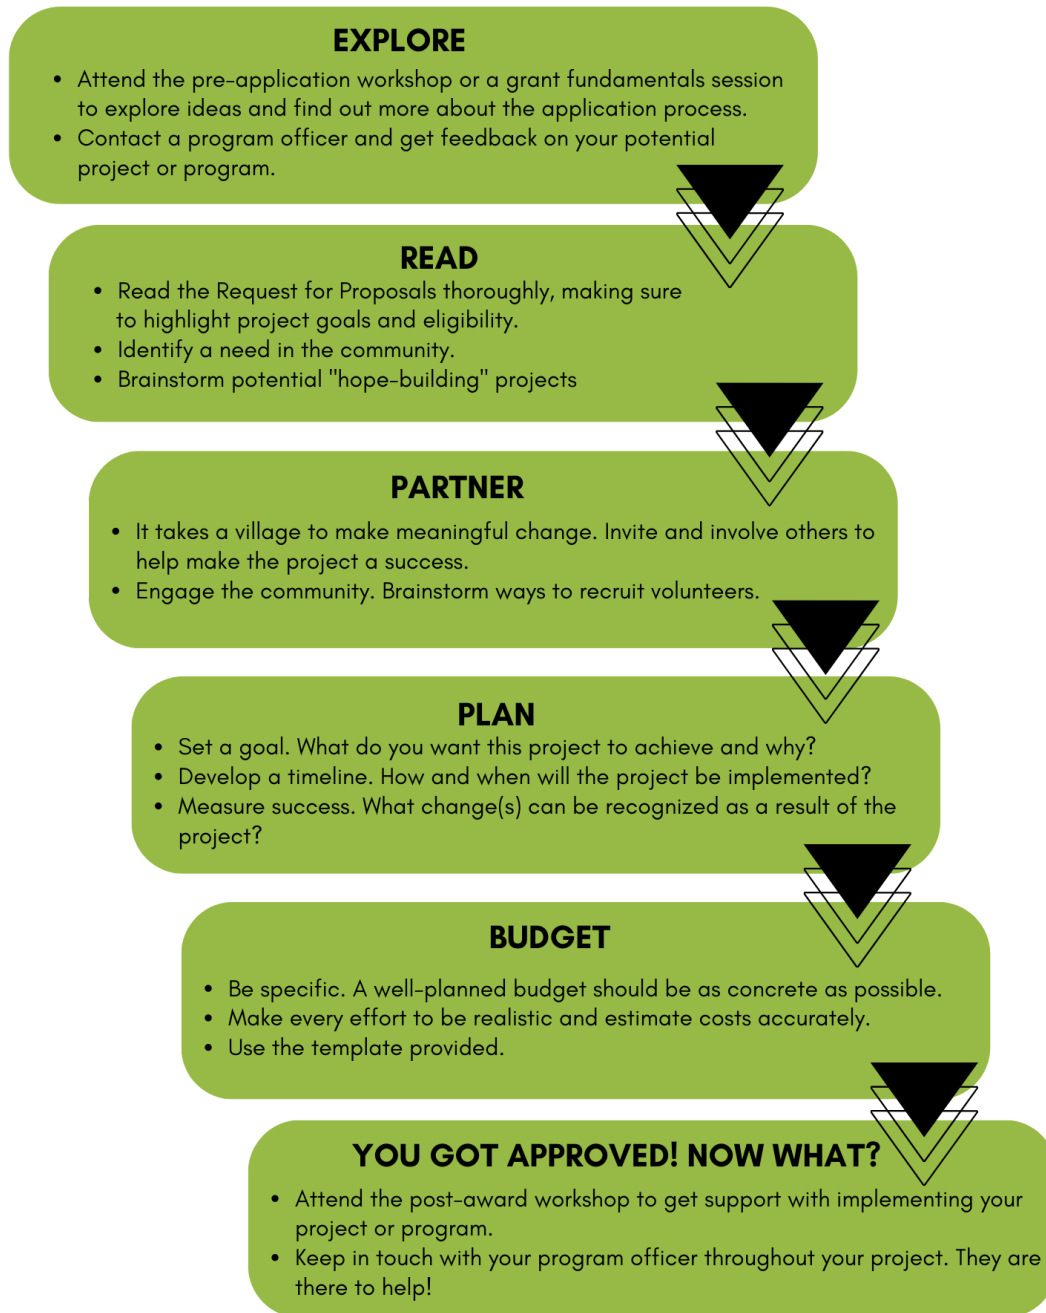 EXPLORE
• Attend the pre-application workshop or a grant fundamentals session
to explore ideas and find out more about the application process.
• Contact a program officer and get feedback on your potential
project or program.
READ
• Read the Request for Proposals thoroughly, making sure
to highlight project goals and eligibility.
• Identify a need in the community.
• Brainstorm potential "hope-building" projects
PARTNER
• It takes a village to make meaningful change. Invite and involve others to
help make the project a success.
• Engage the community. Brainstorm ways to recruit volunteers.
PLAN
• Set a goal. What do you want this project to achieve and why?
• Develop a timeline. How and when will the project be implemented?
• Measure success. What change(s) can be recognized as a result of the
project?
BUDGET
• Be specific. A well-planned budget should be as concrete as possible.
• Make every effort to be realistic and estimate costs accurately.
• Use the template provided.
YOU GOT APPROVED! NOW WHAT?
• Attend the post-award workshop to get support with implementing your
project or program.
• Keep in touch with your program officer throughout your project. They are
there to help!